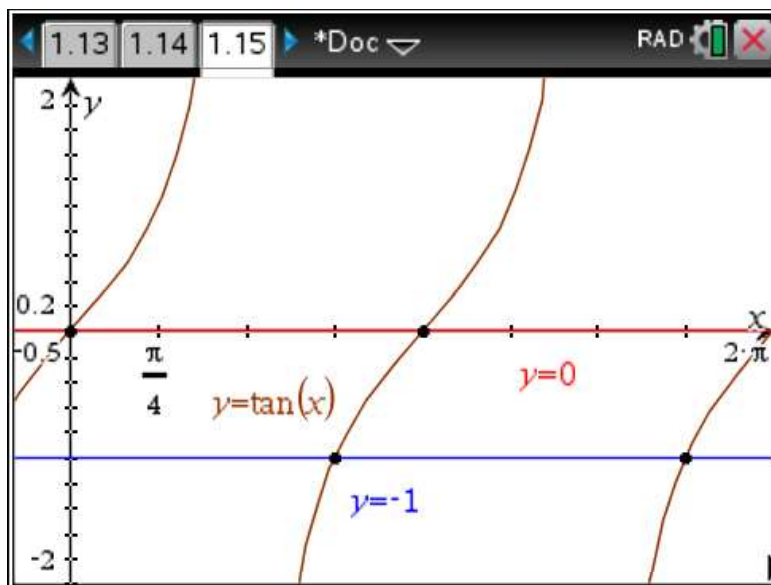 1.13 1.14 1.15 *Doc RAD
2 y
0.2
x
-0.5 π/4 2·π
y=tan(x) y=0
y=-1
-2